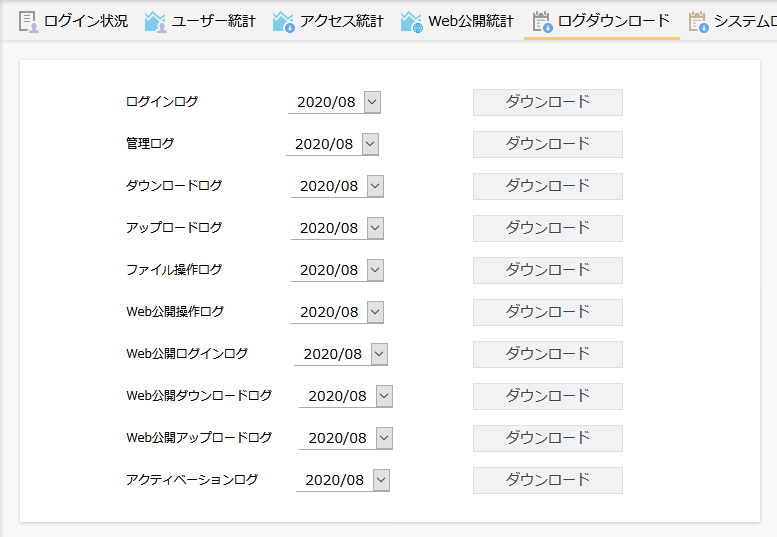 ログイン状況 ユーザー統計 アクセス統計 Web公開統計 ログダウンロード システムロ
ログインログ 2020/08 ダウンロード
管理ログ 2020/08 ダウンロード
ダウンロードログ 2020/08 ダウンロード
アップロードログ 2020/08 ダウンロード
ファイル操作ログ 2020/08 ダウンロード
Web公開操作ログ 2020/08 ダウンロード
Web公開ログインログ 2020/08 ダウンロード
Web公開ダウンロードログ 2020/08 ダウンロード
Web公開アップロードログ 2020/08 ダウンロード
アクティベーションログ 2020/08 ダウンロード